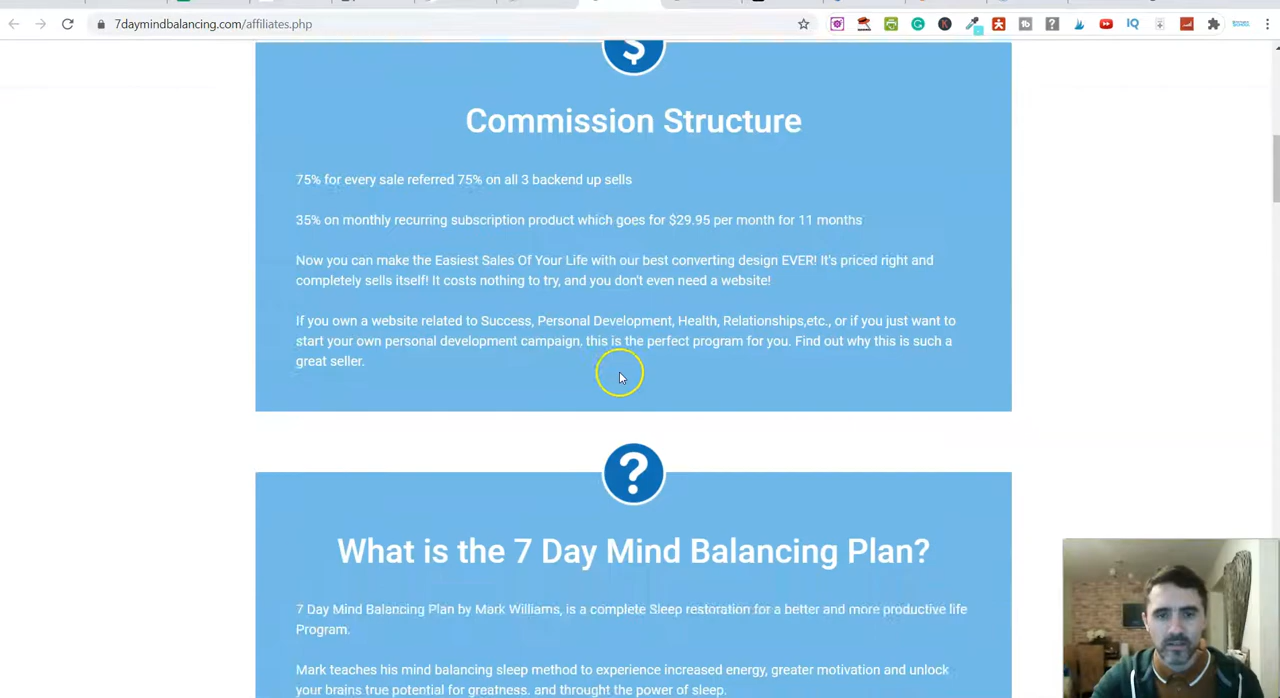 7daymindbalancing.com/affiliates.php
$
Commission Structure
75% for every sale referred 75% on all 3 backend up sells
35% on monthly recurring subscription product which goes for $29.95 per month for 11 months
Now you can make the Easiest Sales Of Your Life with our best converting design EVER! It's priced right and
completely sells itself! It costs nothing to try, and you don't even need a website!
If you own a website related to Success, Personal Development, Health, Relationships,etc., or if you just want to
start your own personal development campaign, this is the perfect program for you. Find out why this is such a
great seller.
?
What is the 7 Day Mind Balancing Plan?
7 Day Mind Balancing Plan by Mark Williams, is a complete Sleep restoration for a better and more productive life
Program.
Mark teaches his mind balancing sleep method to experience increased energy, greater motivation and unlock
your brains true potential for greatness. and throught the power of sleep.